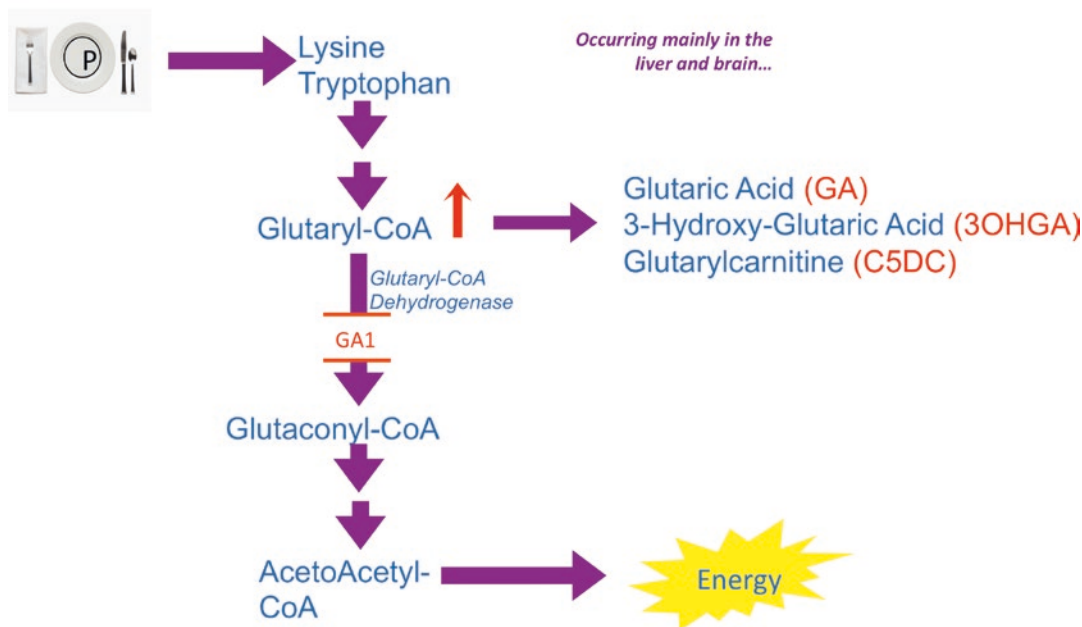 P
Lysine
Tryptophan
Occurring mainly in the
liver and brain...
Glutaryl-CoA
Glutaric Acid (GA)
3-Hydroxy-Glutaric Acid (3OHGA)
Glutarylcarnitine (C5DC)
Glutaryl-CoA
Dehydrogenase
GA1
Glutaconyl-CoA
AcetoAcetyl-
CoA
Energy